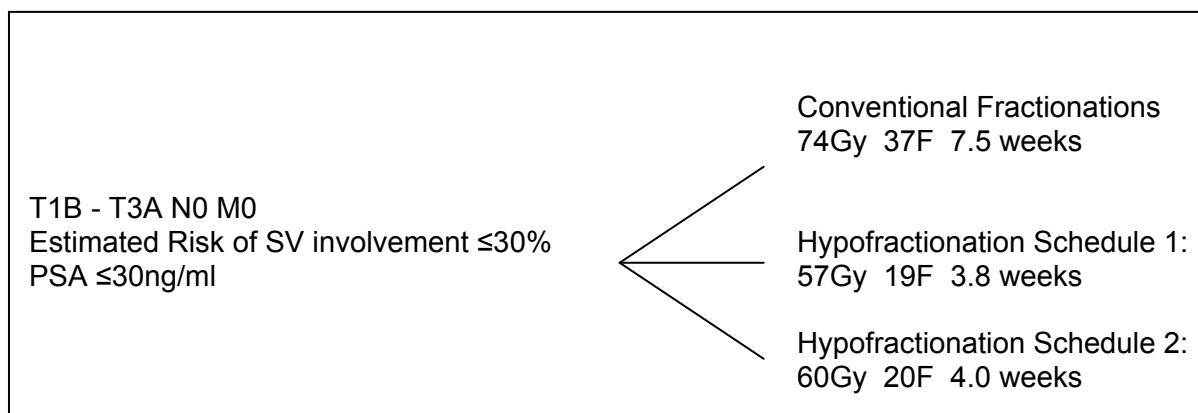 Conventional Fractionations
74Gy 37F 7.5 weeks
T1B - T3A N0 M0
Estimated Risk of SV involvement ≤30%
PSA ≤30ng/ml
Hypofractionation Schedule 1:
57Gy 19F 3.8 weeks
Hypofractionation Schedule 2:
60Gy 20F 4.0 weeks